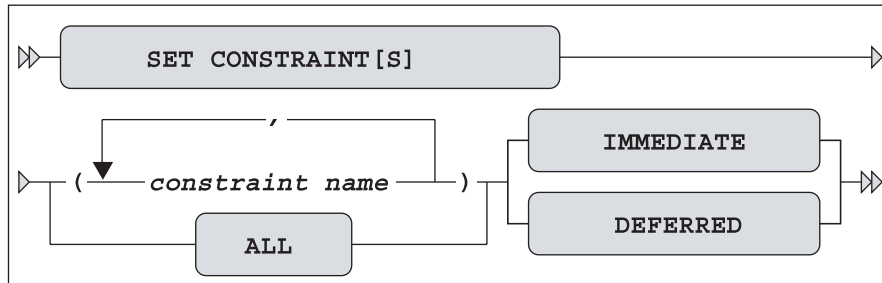 SET CONSTRAINT[S]
,
( constraint name )
ALL
IMMEDIATE
DEFERRED